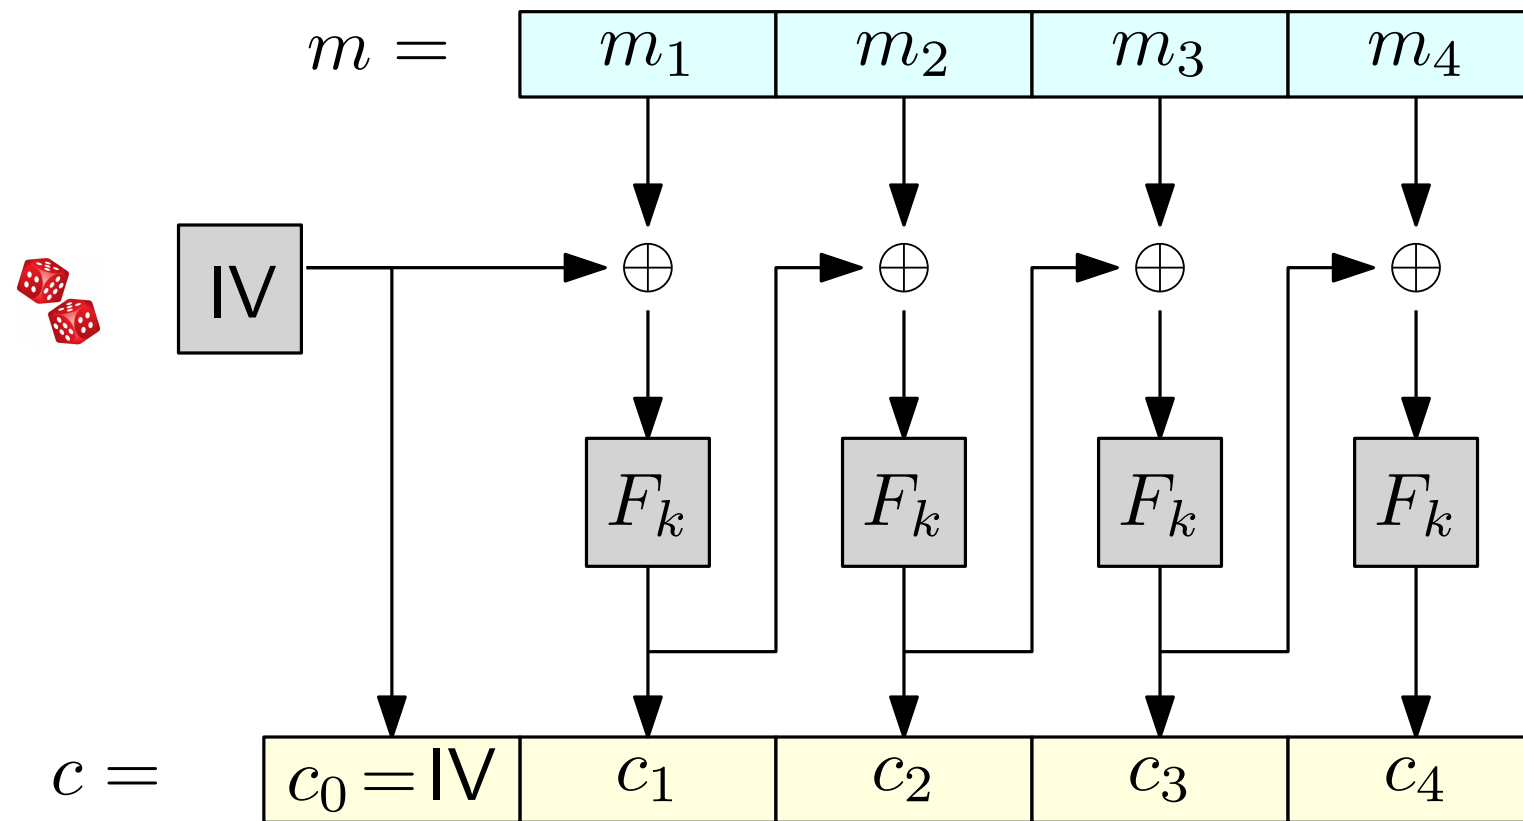 m = m₁ m₂ m₃ m₄
IV
Fₖ Fₖ Fₖ Fₖ
c = c₀ = IV c₁ c₂ c₃ c₄